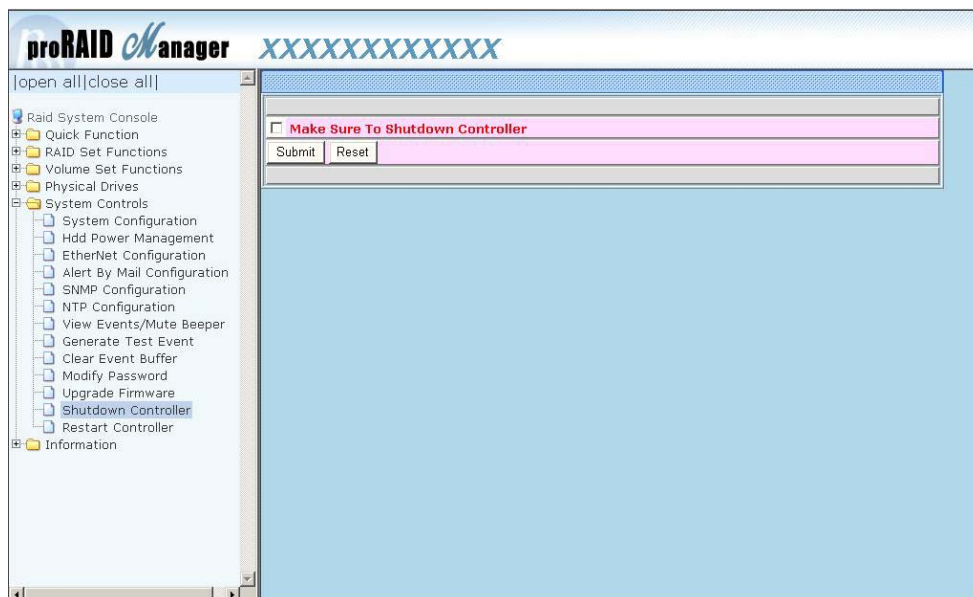 proRAID Manager XXXXXXXXXXXX
|open all|close all|
Raid System Console
Quick Function
RAID Set Functions
Volume Set Functions
Physical Drives
System Controls
System Configuration
Hdd Power Management
EtherNet Configuration
Alert By Mail Configuration
SNMP Configuration
NTP Configuration
View Events/Mute Beeper
Generate Test Event
Clear Event Buffer
Modify Password
Upgrade Firmware
Shutdown Controller
Restart Controller
Information
Make Sure To Shutdown Controller
Submit Reset